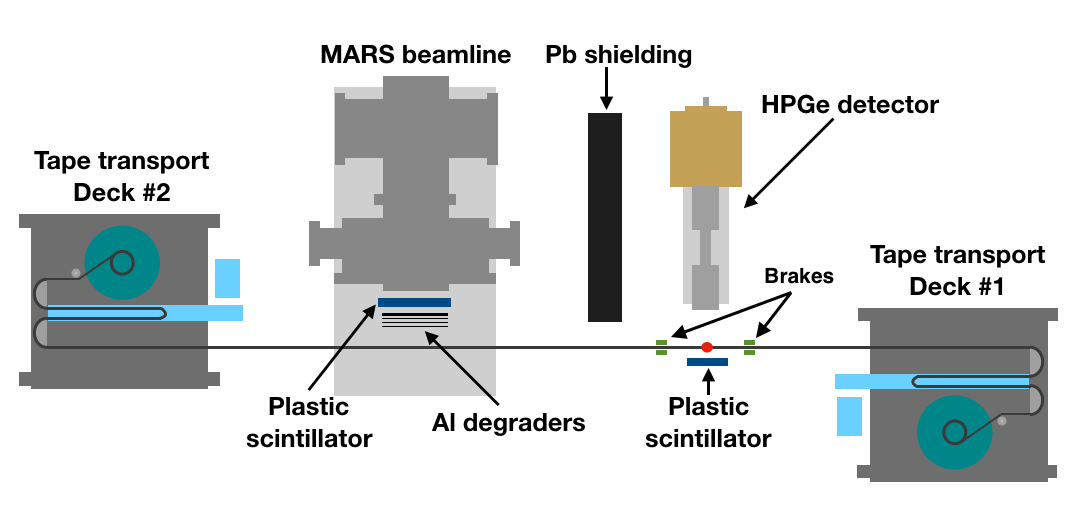 MARS beamline
Pb shielding
HPGe detector
Tape transport
Deck #2
Tape transport
Deck #1
Brakes
Plastic
scintillator
Al degraders
Plastic
scintillator